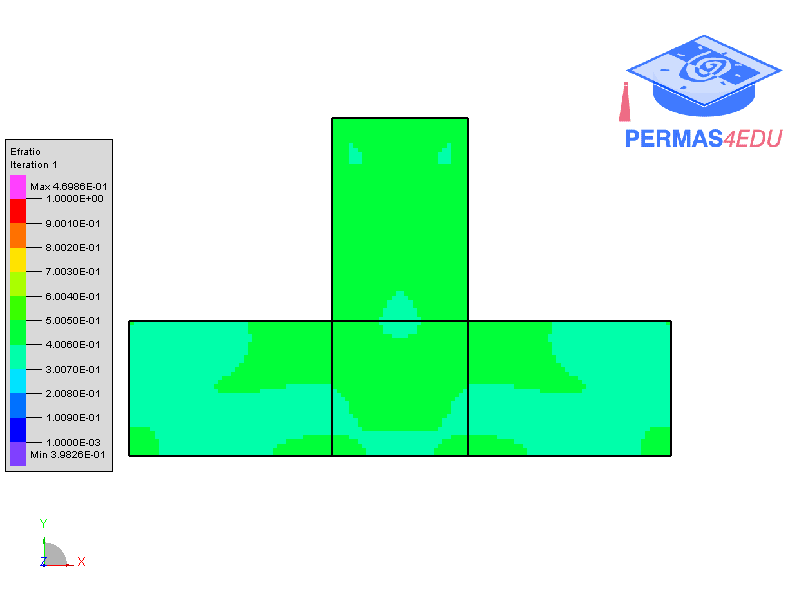 PERMAS4EDU
Efratio
Iteration 1
Max 4.6986E-01
1.0000E+00
9.0010E-01
8.0020E-01
7.0030E-01
6.0040E-01
5.0050E-01
4.0060E-01
3.0070E-01
2.0080E-01
1.0090E-01
1.0000E-03
Min 3.9826E-01
Y
Z
X